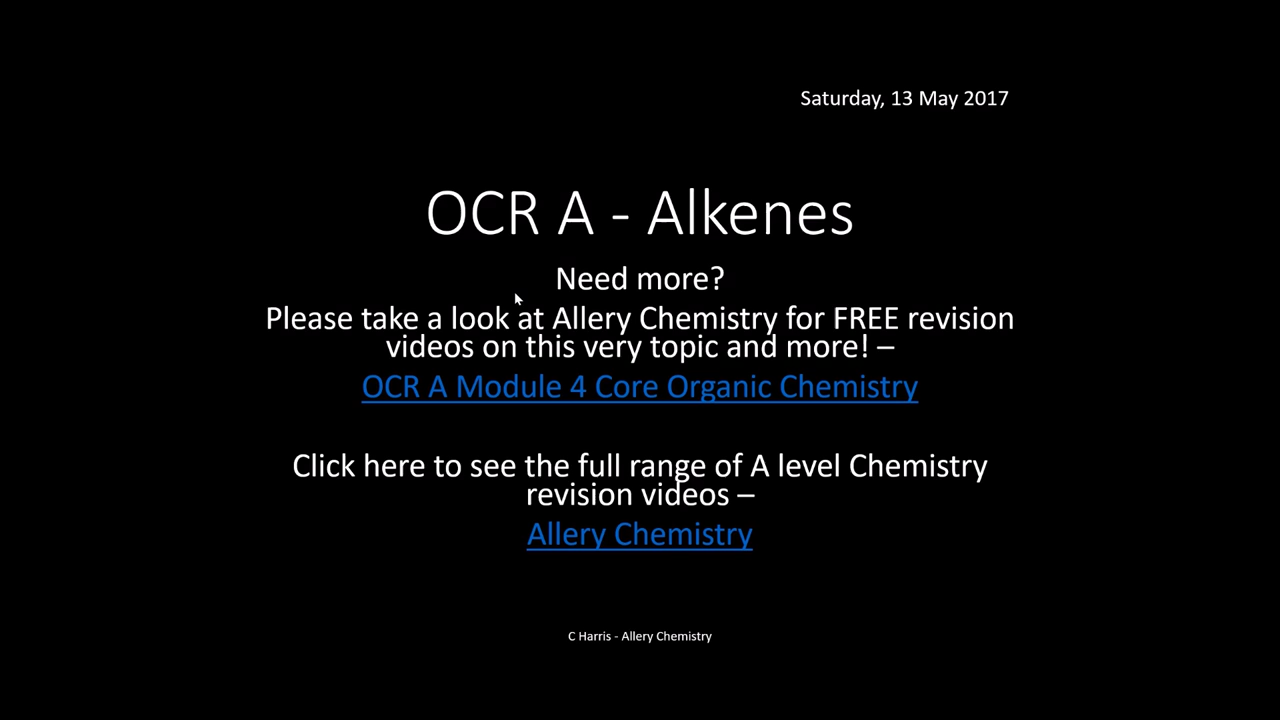 Saturday, 13 May 2017
OCR A - Alkenes
Need more?
Please take a look at Allery Chemistry for FREE revision
videos on this very topic and more! –
OCR A Module 4 Core Organic Chemistry
Click here to see the full range of A level Chemistry
revision videos –
Allery Chemistry
C Harris - Allery Chemistry